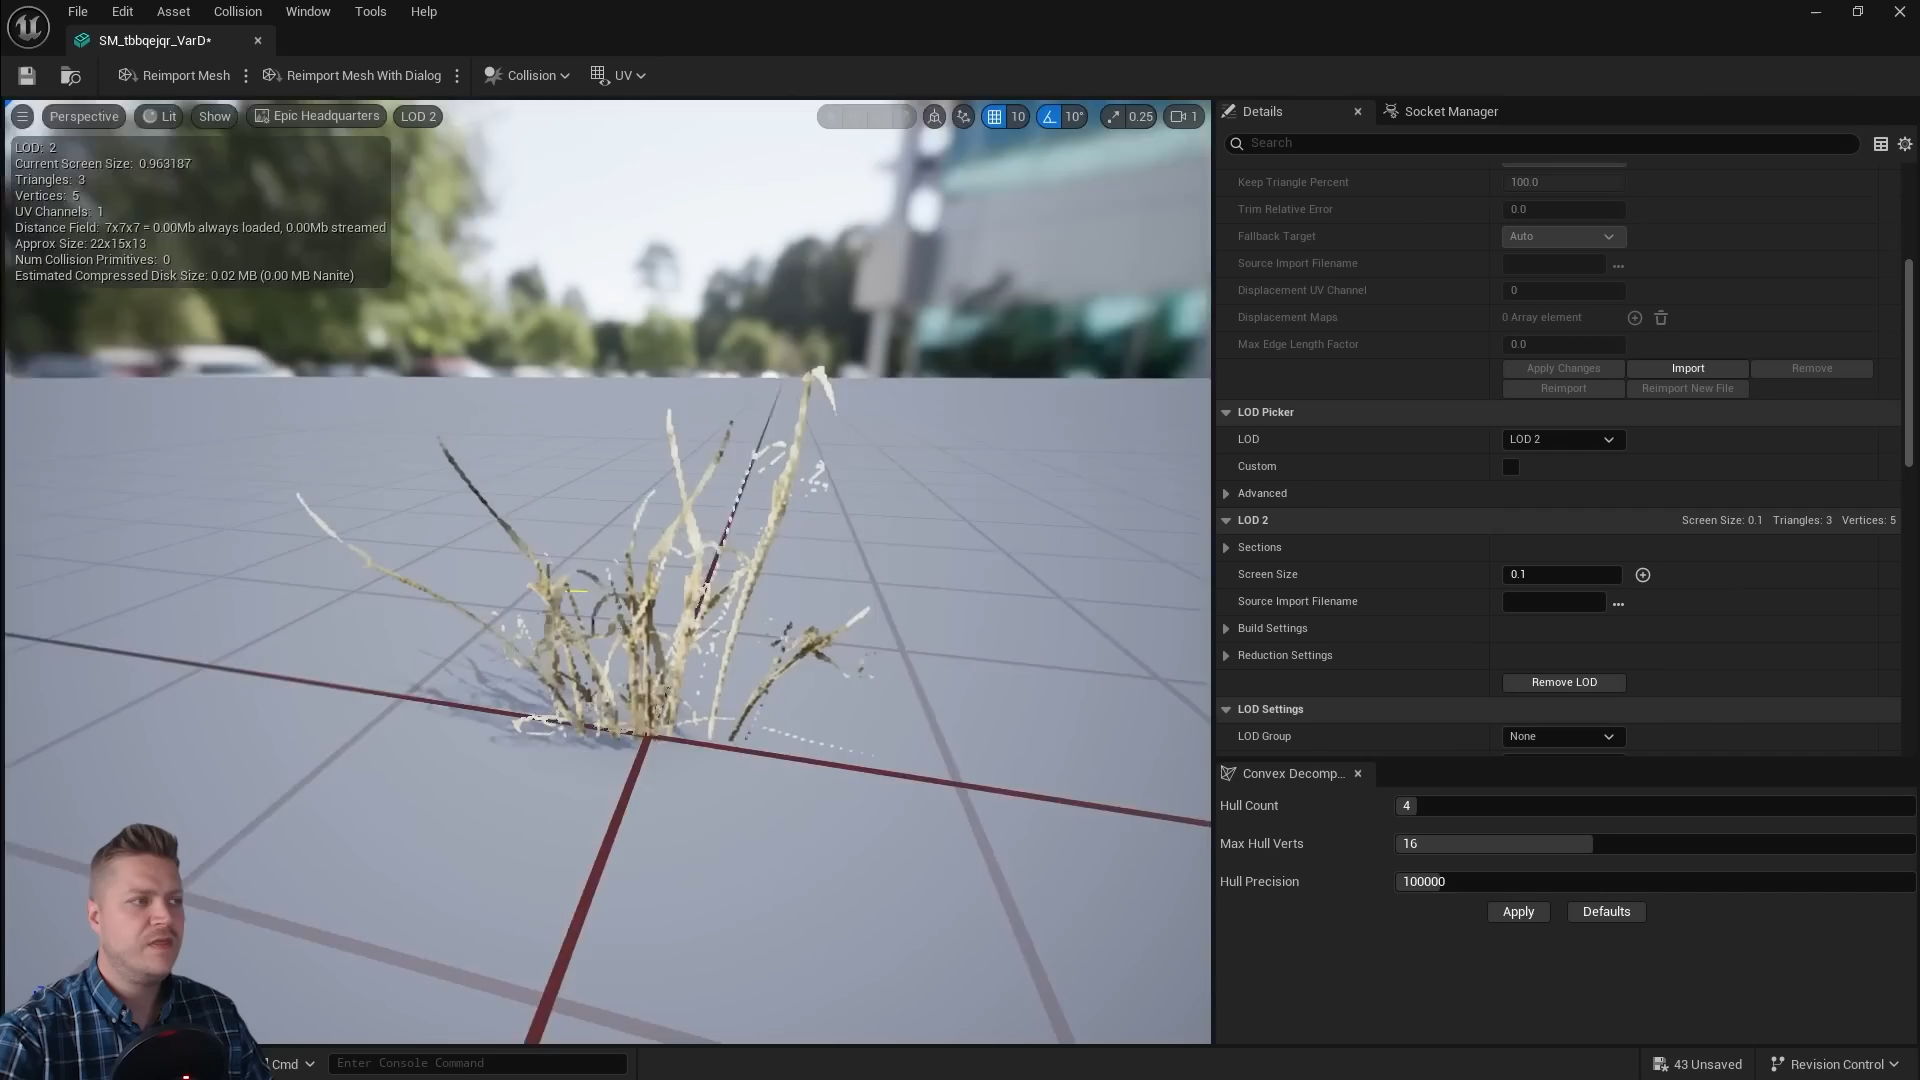 File Edit Asset Collision Window Tools Help
SM_tbbqejqr_VarD*
Reimport Mesh Reimport Mesh With Dialog Collision UV
Perspective Lit Show Epic Headquarters LOD 2 10 10° 0.25 1
LOD: 2
Current Screen Size: 0.963187
Triangles: 3
Vertices: 5
UV Channels: 1
Distance Field: 7x7x7 = 0.00Mb always loaded, 0.00Mb streamed
Approx Size: 22x15x13
Num Collision Primitives: 0
Estimated Compressed Disk Size: 0.02 MB (0.00 MB Nanite)
Details Socket Manager
Search
Keep Triangle Percent 100.0
Trim Relative Error 0.0
Fallback Target Auto
Source Import Filename
Displacement UV Channel 0
Displacement Maps 0 Array element
Max Edge Length Factor 0.0
Apply Changes Import Remove
Reimport Reimport New File
LOD Picker
LOD LOD 2
Custom
Advanced
LOD 2 Screen Size: 0.1 Triangles: 3 Vertices: 5
Sections
Screen Size 0.1
Source Import Filename
Build Settings
Reduction Settings
Remove LOD
LOD Settings
LOD Group None
Convex Decomp...
Hull Count 4
Max Hull Verts 16
Hull Precision 100000
Apply Defaults
Cmd Enter Console Command 43 Unsaved Revision Control